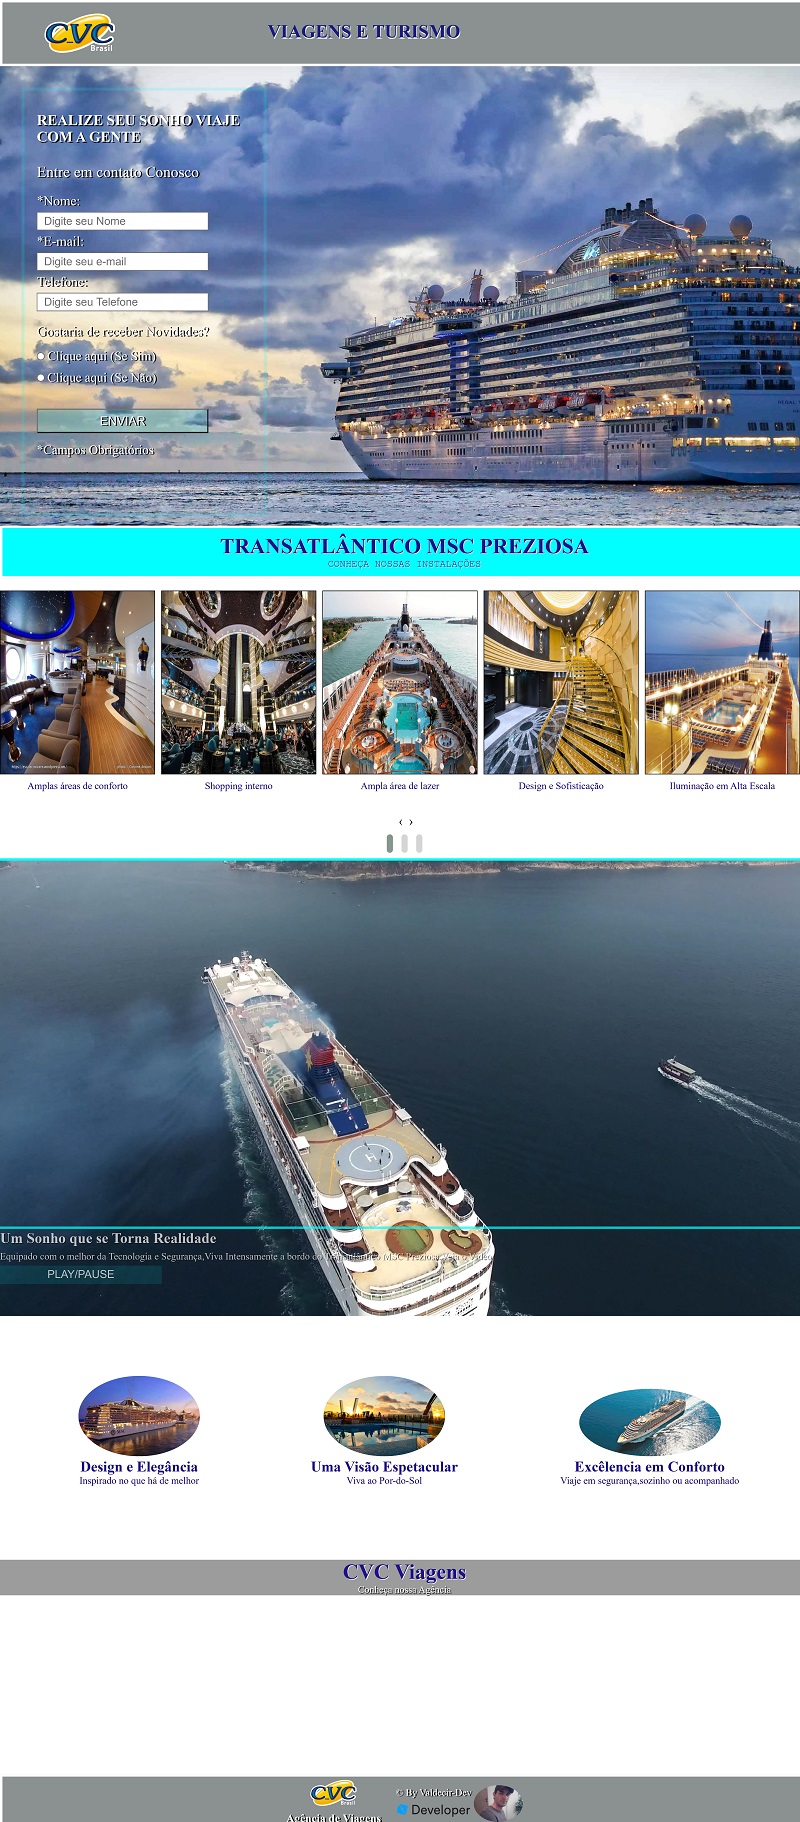 CVC
Brasil
VIAGENS E TURISMO
REALIZE SEU SONHO VIAJE
COM A GENTE
Entre em contato Conosco
*Nome:
Digite seu Nome
*E-mail:
Digite seu e-mail
Telefone:
Digite seu Telefone
Gostaria de receber Novidades?
Clique aqui (Se Sim)
Clique aqui (Se Não)
ENVIAR
*Campos Obrigatórios
TRANSATLÂNTICO MSC PREZIOSA
CONHEÇA NOSSAS INSTALAÇÕES
Amplas áreas de conforto
Shopping interno
Ampla área de lazer
Design e Sofisticação
Iluminação em Alta Escala
‹ ›
H
Um Sonho que se Torna Realidade
Equipado com o melhor da Tecnologia e Segurança,Viva Intensamente a bordo do Transatlântico MSC Preziosa
PLAY/PAUSE
Design e Elegância
Inspirado no que há de melhor
Uma Visão Espetacular
Viva ao Por-do-Sol
Excêlencia em Conforto
Viaje em segurança,sozinho ou acompanhado
CVC Viagens
Conheça nossa Agência
CVC
Brasil
Agência de Viagens
© By Valdecir-Dev
Developer